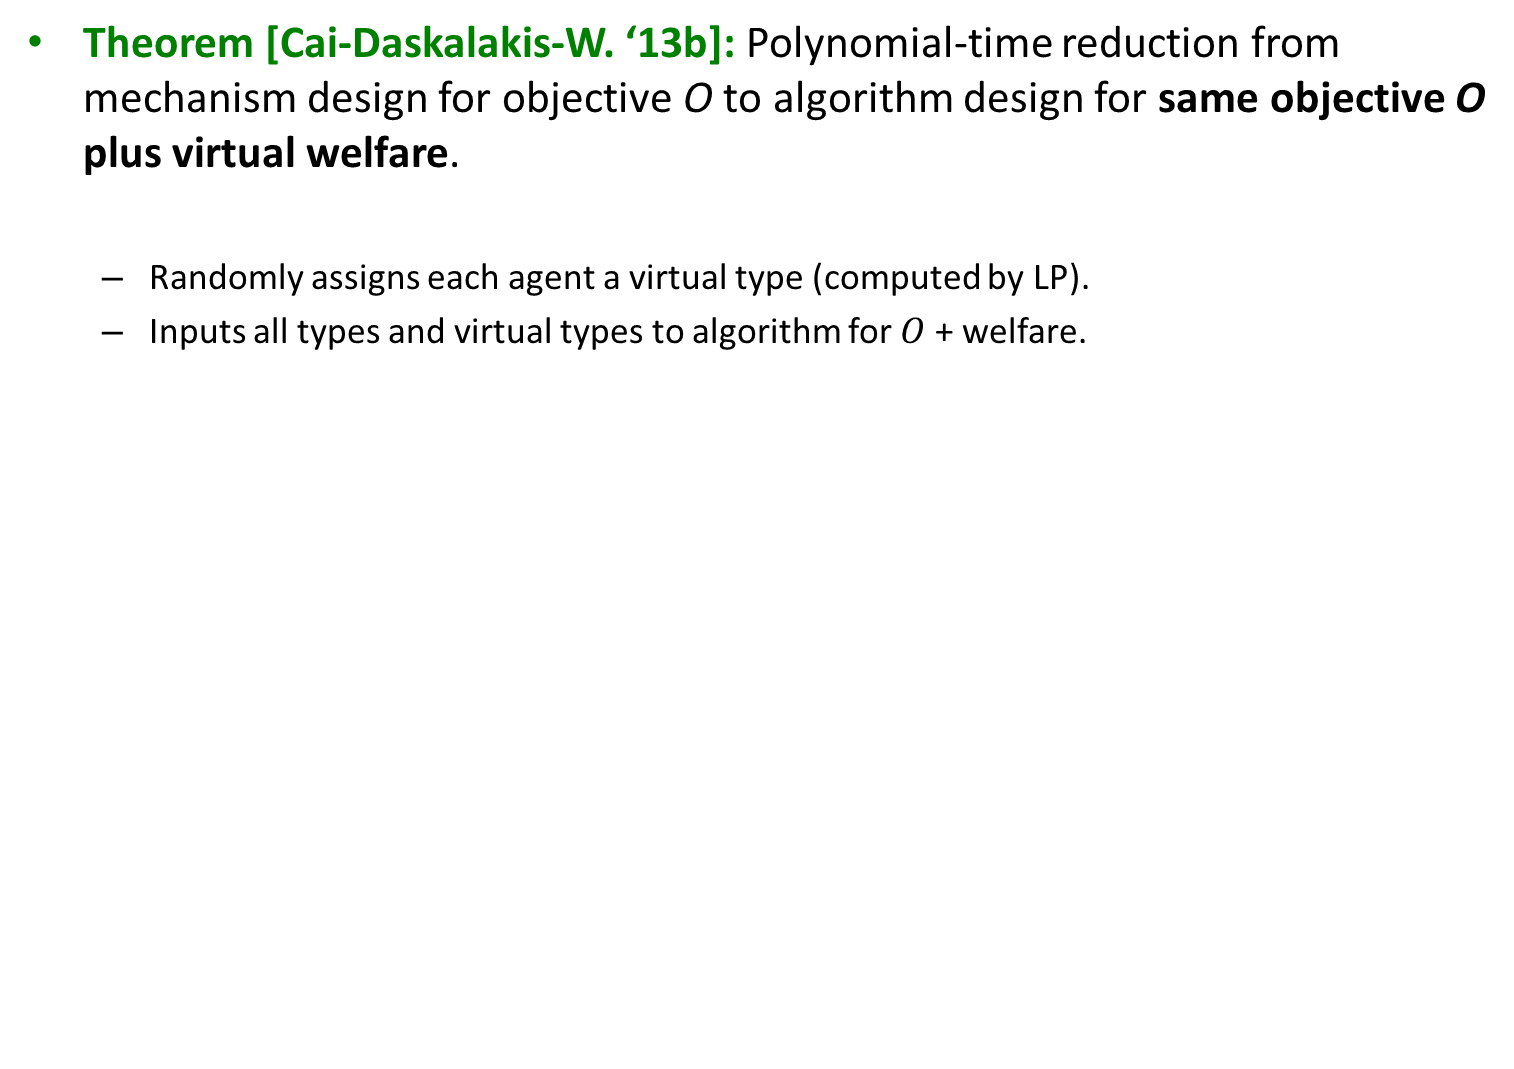 • Theorem [Cai-Daskalakis-W. ‘13b]: Polynomial-time reduction from
mechanism design for objective O to algorithm design for same objective O
plus virtual welfare.
– Randomly assigns each agent a virtual type (computed by LP).
– Inputs all types and virtual types to algorithm for O + welfare.